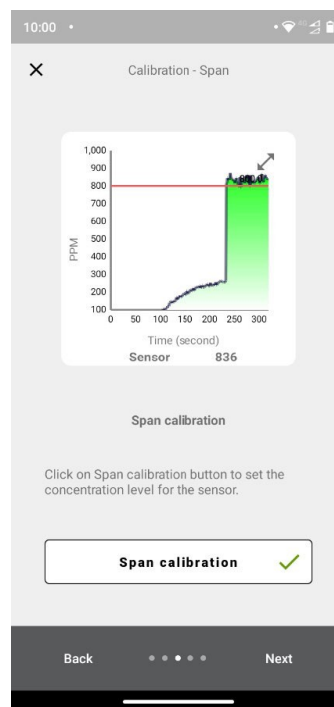 10:00
Calibration - Span
1,000
900
800
700
600
500
400
300
200
100
PPM
0 50 100 150 200 250 300
Time (second)
Sensor 836
Span calibration
Click on Span calibration button to set the
concentration level for the sensor.
Span calibration
Back Next